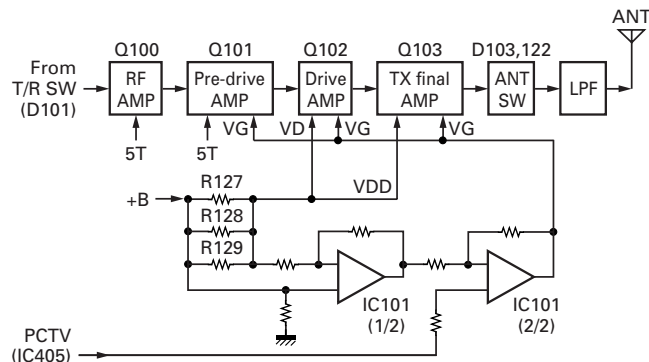 ANT
Q100
Q101
Q102
Q103
D103,122
From
T/R SW
(D101)
RF
AMP
Pre-drive
AMP
Drive
AMP
TX final
AMP
ANT
SW
LPF
5T
5T
VG
VD
VG
VG
+B
R127
VDD
R128
R129
IC101
(1/2)
IC101
(2/2)
PCTV
(IC405)